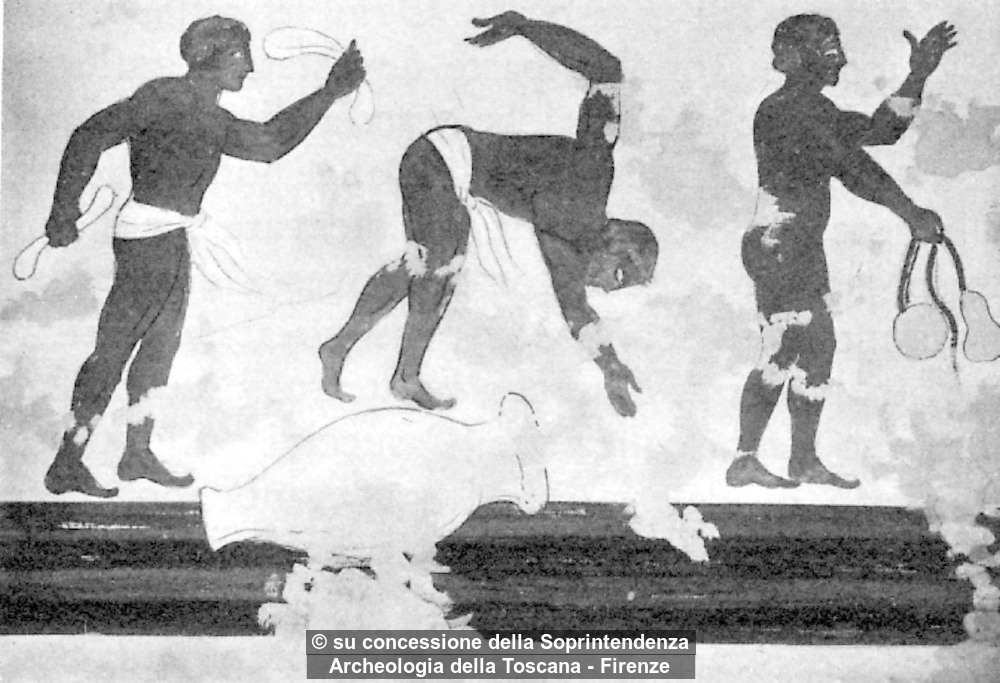 © su concessione della Soprintendenza
Archeologia della Toscana - Firenze